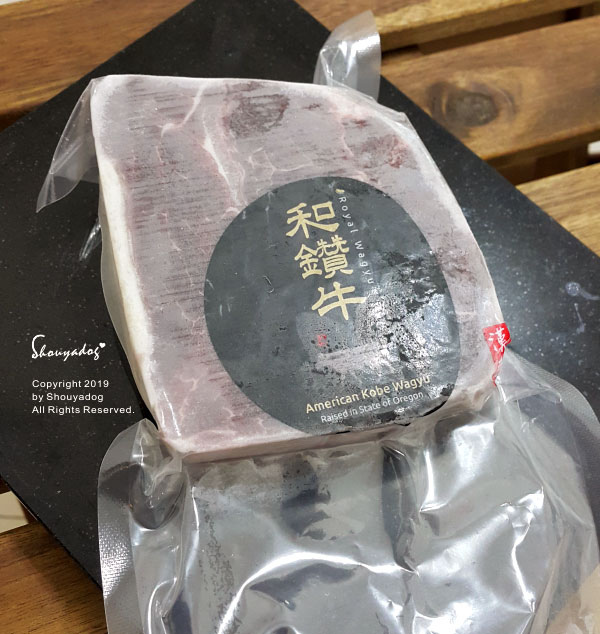 Royal Wagyu
和
鑽
牛
American Kobe Wagyu
Raised in State of Oregon
漢
Shouyadog
Copyright 2019
by Shouyadog
All Rights Reserved.